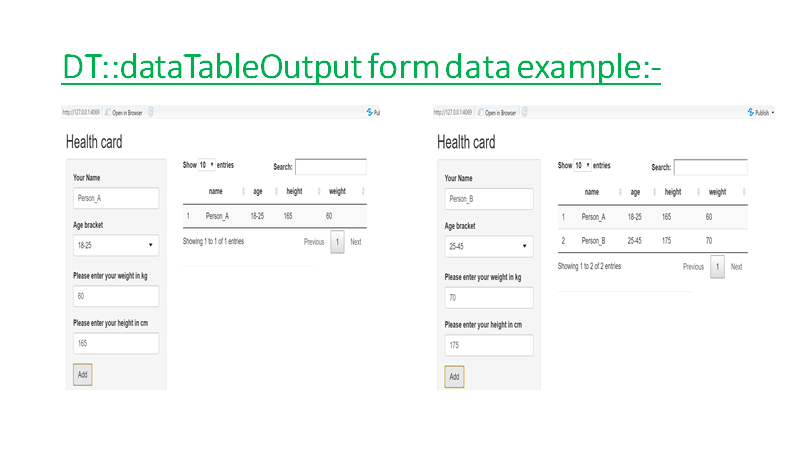 DT::dataTableOutput form data example:-
http://127.0.0.1:4069 Open in Browser Pul
Health card
Your Name
Person_A
Age bracket
18-25
Please enter your weight in kg
60
Please enter your height in cm
165
Add
Show 10 entries Search:
name age height weight
1 Person_A 18-25 165 60
Showing 1 to 1 of 1 entries Previous 1 Next
http://127.0.0.1:4069 Open in Browser Publish
Health card
Your Name
Person_B
Age bracket
25-45
Please enter your weight in kg
70
Please enter your height in cm
175
Add
Show 10 entries Search:
name age height weight
1 Person_A 18-25 165 60
2 Person_B 25-45 175 70
Showing 1 to 2 of 2 entries Previous 1 Next